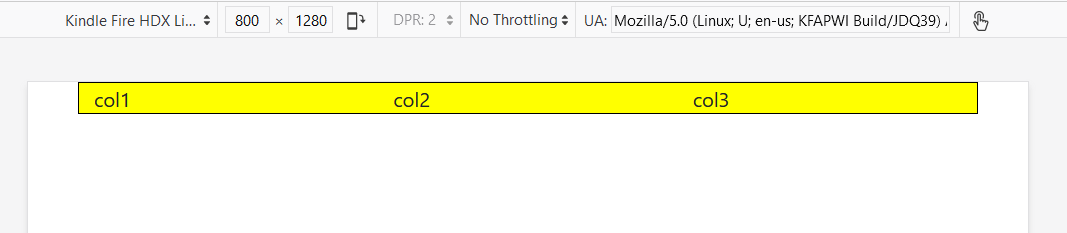 Kindle Fire HDX Li... 800 × 1280 DPR: 2 No Throttling UA: Mozilla/5.0 (Linux; U; en-us; KFAPWI Build/JDQ39)
col1 col2 col3